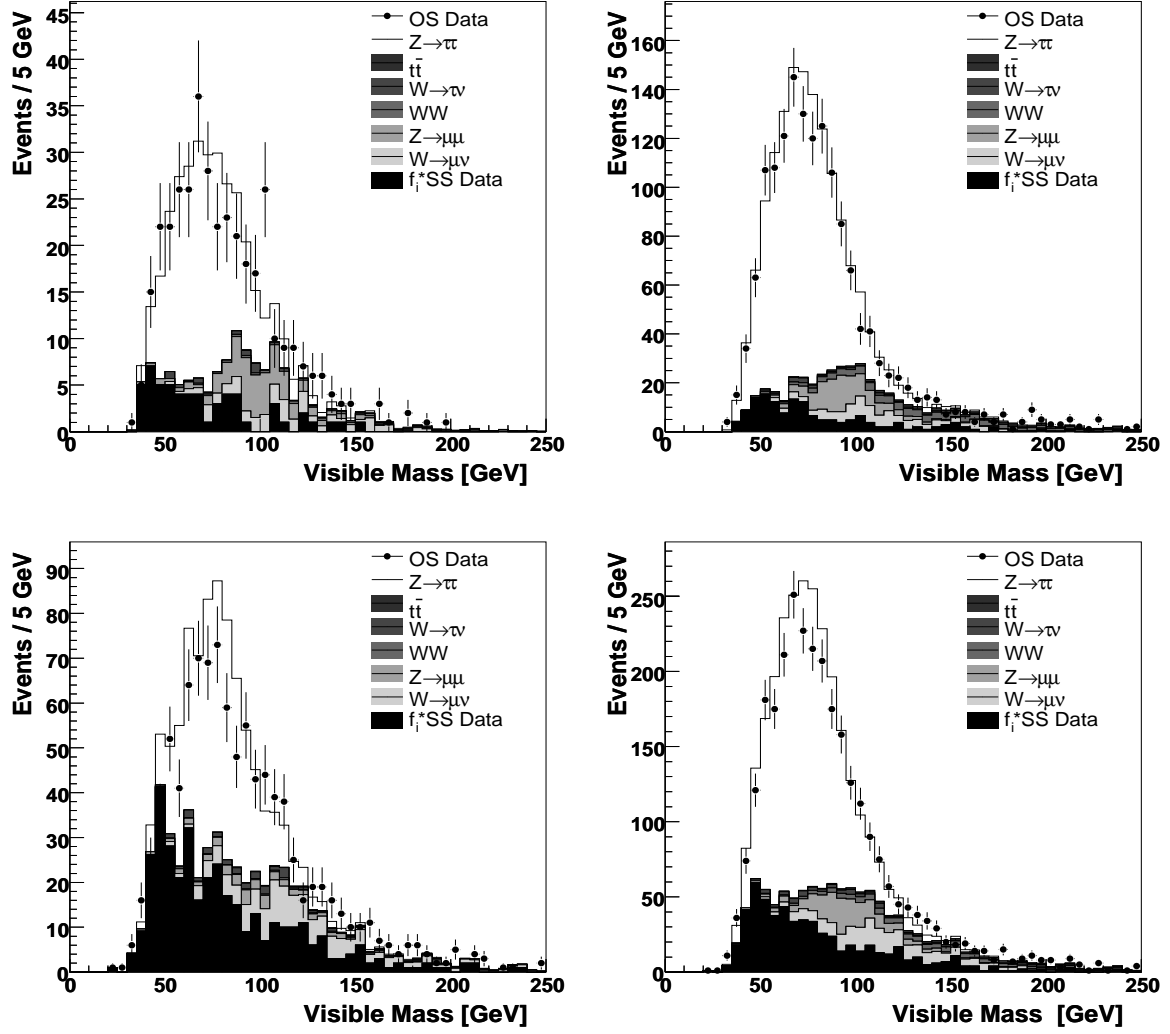 Events / 5 GeV
45
40
35
30
25
20
15
10
5
0
0 50 100 150 200 250
Visible Mass [GeV]
OS Data
Z→ττ
tt̄
W→τν
WW
Z→μμ
W→μν
f_i*SS Data
Events / 5 GeV
160
140
120
100
80
60
40
20
0
0 50 100 150 200 250
Visible Mass [GeV]
OS Data
Z→ττ
tt̄
W→τν
WW
Z→μμ
W→μν
f_i*SS Data
Events / 5 GeV
90
80
70
60
50
40
30
20
10
0
0 50 100 150 200 250
Visible Mass [GeV]
OS Data
Z→ττ
tt̄
W→τν
WW
Z→μμ
W→μν
f_i*SS Data
Events / 5 GeV
250
200
150
100
50
0
0 50 100 150 200 250
Visible Mass [GeV]
OS Data
Z→ττ
tt̄
W→τν
WW
Z→μμ
W→μν
f_i*SS Data